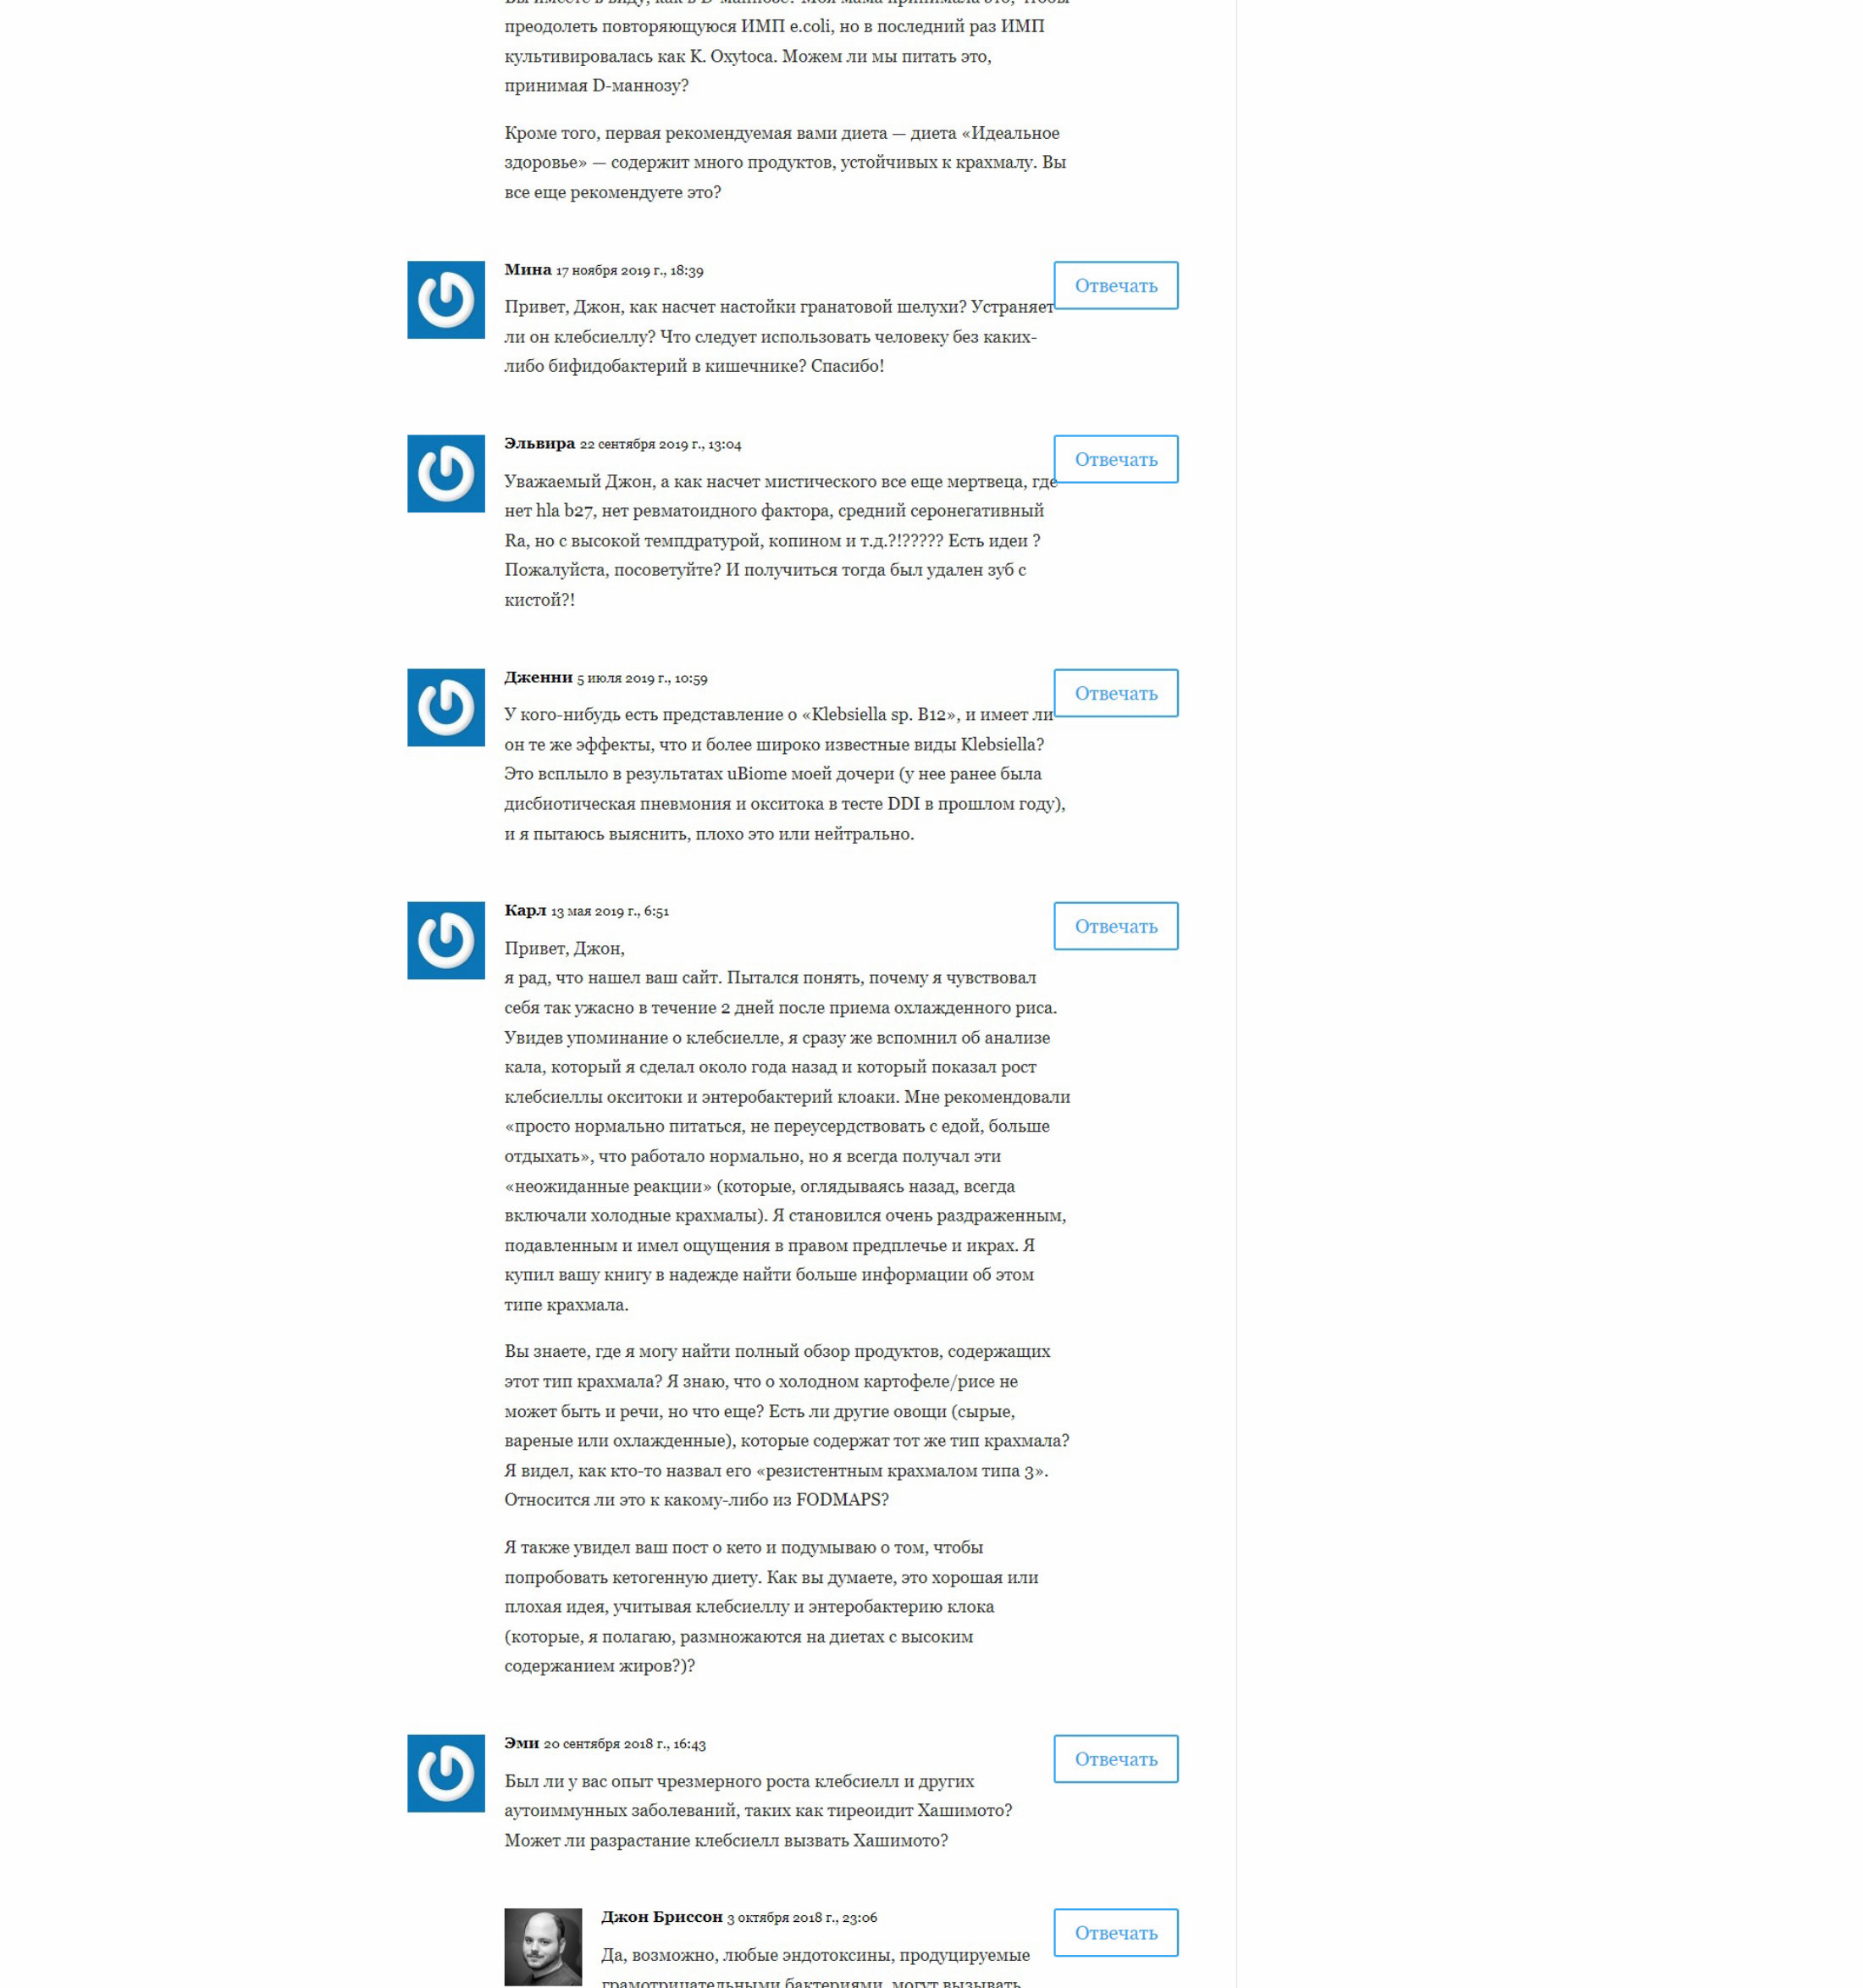 преодолеть повторяющуюся ИМП e.coli, но в последний раз ИМП
культивировалась как K. Oxytoca. Можем ли мы питать это,
принимая D-маннозу?
Кроме того, первая рекомендуемая вами диета — диета «Идеальное
здоровье» — содержит много продуктов, устойчивых к крахмалу. Вы
все еще рекомендуете это?
Мина 17 ноября 2019 г., 18:39
Отвечать
Привет, Джон, как насчет настойки гранатовой шелухи? Устраняет
ли он клебсиеллу? Что следует использовать человеку без каких-
либо бифидобактерий в кишечнике? Спасибо!
Эльвира 22 сентября 2019 г., 13:04
Отвечать
Уважаемый Джон, а как насчет мистического все еще мертвеца, где
нет hla b27, нет ревматоидного фактора, средний серонегативный
Ra, но с высокой темпдратурой, копином и т.д.?!????? Есть идеи ?
Пожалуйста, посоветуйте? И получиться тогда был удален зуб с
кистой?!
Дженни 5 июля 2019 г., 10:59
Отвечать
У кого-нибудь есть представление о «Klebsiella sp. B12», и имеет ли
он те же эффекты, что и более широко известные виды Klebsiella?
Это всплыло в результатах uBiome моей дочери (у нее ранее была
дисбиотическая пневмония и окситока в тесте DDI в прошлом году),
и я пытаюсь выяснить, плохо это или нейтрально.
Карл 13 мая 2019 г., 6:51
Отвечать
Привет, Джон,
я рад, что нашел ваш сайт. Пытался понять, почему я чувствовал
себя так ужасно в течение 2 дней после приема охлажденного риса.
Увидев упоминание о клебсиелле, я сразу же вспомнил об анализе
кала, который я сделал около года назад и который показал рост
клебсиеллы окситоки и энтеробактерий клоаки. Мне рекомендовали
«просто нормально питаться, не переусердствовать с едой, больше
отдыхать», что работало нормально, но я всегда получал эти
«неожиданные реакции» (которые, оглядываясь назад, всегда
включали холодные крахмалы). Я становился очень раздраженным,
подавленным и имел ощущения в правом предплечье и икрах. Я
купил вашу книгу в надежде найти больше информации об этом
типе крахмала.
Вы знаете, где я могу найти полный обзор продуктов, содержащих
этот тип крахмала? Я знаю, что о холодном картофеле/рисе не
может быть и речи, но что еще? Есть ли другие овощи (сырые,
вареные или охлажденные), которые содержат тот же тип крахмала?
Я видел, как кто-то назвал его «резистентным крахмалом типа 3».
Относится ли это к какому-либо из FODMAPS?
Я также увидел ваш пост о кето и подумываю о том, чтобы
попробовать кетогенную диету. Как вы думаете, это хорошая или
плохая идея, учитывая клебсиеллу и энтеробактерию клока
(которые, я полагаю, размножаются на диетах с высоким
содержанием жиров?)?
Эми 20 сентября 2018 г., 16:43
Отвечать
Был ли у вас опыт чрезмерного роста клебсиелл и других
аутоиммунных заболеваний, таких как тиреоидит Хашимото?
Может ли разрастание клебсиелл вызвать Хашимото?
Джон Бриссон 3 октября 2018 г., 23:06
Отвечать
Да, возможно, любые эндотоксины, продуцируемые
грамотрицательными бактериями, могут вызывать